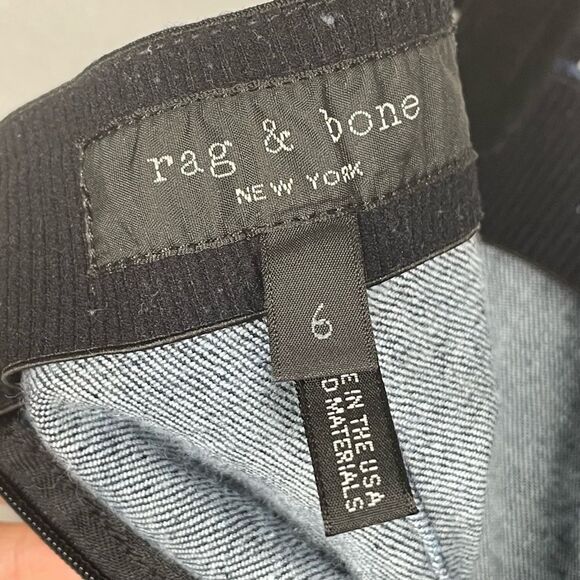 rag & bone
NEW YORK
6
E IN THE USA
D MATERIALS